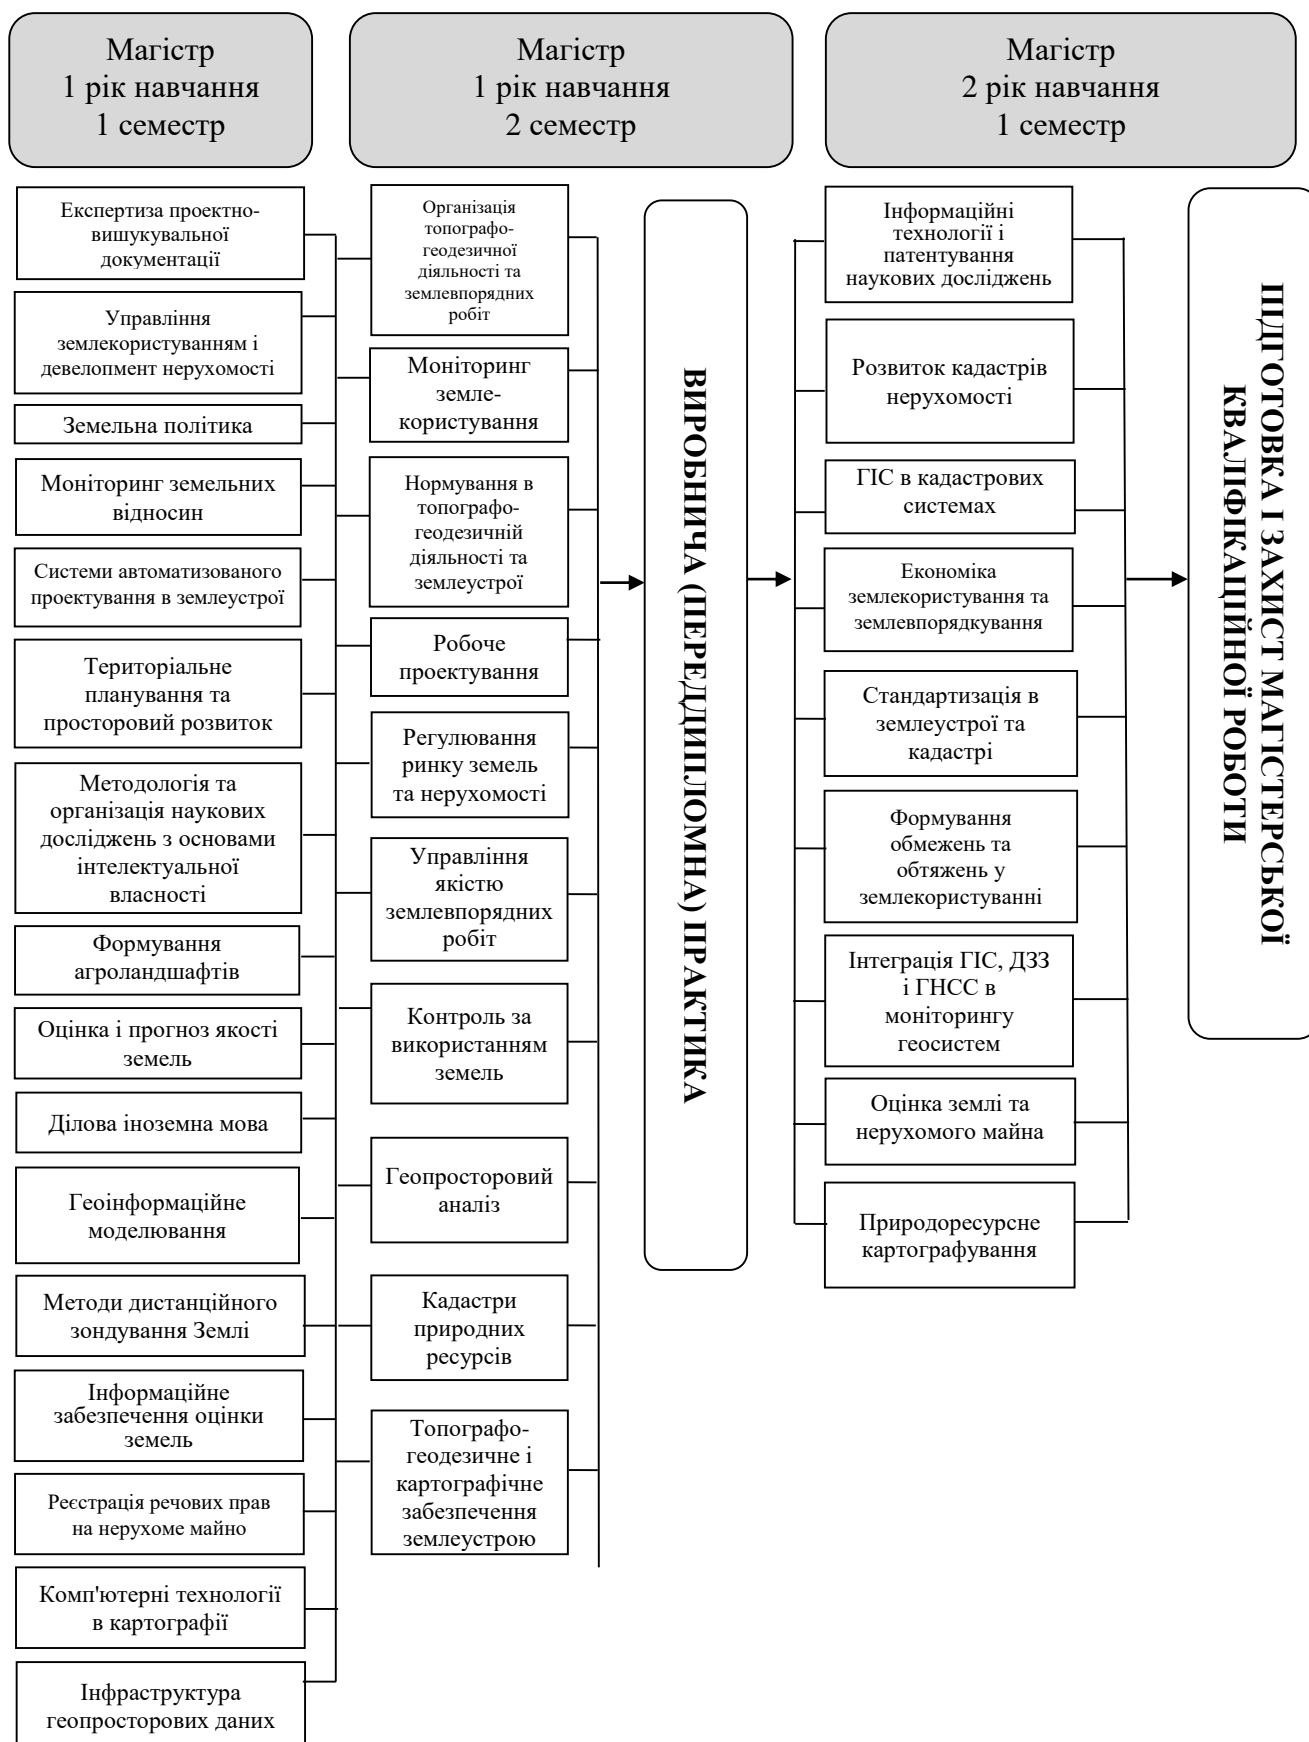 Магістр
1 рік навчання
1 семестр
Магістр
1 рік навчання
2 семестр
Магістр
2 рік навчання
1 семестр
Експертиза проектно-
вишукувальної
документації
Управління
землекористуванням і
девелопмент нерухомості
Земельна політика
Моніторинг земельних
відносин
Системи автоматизованого
проектування в землеустрої
Територіальне
планування та
просторовий розвиток
Методологія та
організація наукових
досліджень з основами
інтелектуальної
власності
Формування
агроландшафтів
Оцінка і прогноз якості
земель
Ділова іноземна мова
Геоінформаційне
моделювання
Методи дистанційного
зондування Землі
Інформаційне
забезпечення оцінки
земель
Реєстрація речових прав
на нерухоме майно
Комп'ютерні технології
в картографії
Інфраструктура
геопросторових даних
Організація
топографо-
геодезичної
діяльності та
землевпорядних
робіт
Моніторинг
земле-
користування
Нормування в
топографо-
геодезичній
діяльності та
землеустрої
Робоче
проектування
Регулювання
ринку земель
та нерухомості
Управління
якістю
землевпорядних
робіт
Контроль за
використанням
земель
Геопросторовий
аналіз
Кадастри
природних
ресурсів
Топографо-
геодезичне і
картографічне
забезпечення
землеустрою
ВИРОБНИЧА (ПЕРЕДДИПЛОМНА) ПРАКТИКА
Інформаційні
технології і
патентування
наукових досліджень
Розвиток кадастрів
нерухомості
ГІС в кадастрових
системах
Економіка
землекористування та
землевпорядкування
Стандартизація в
землеустрої та
кадастрі
Формування
обмежень та
обтяжень у
землекористуванні
Інтеграція ГІС, ДЗЗ
і ГНСС в
моніторингу
геосистем
Оцінка землі та
нерухомого майна
Природоресурсне
картографування
ПІДГОТОВКА І ЗАХИСТ МАГІСТЕРСЬКОЇ
КВАЛІФІКАЦІЙНОЇ РОБОТИ